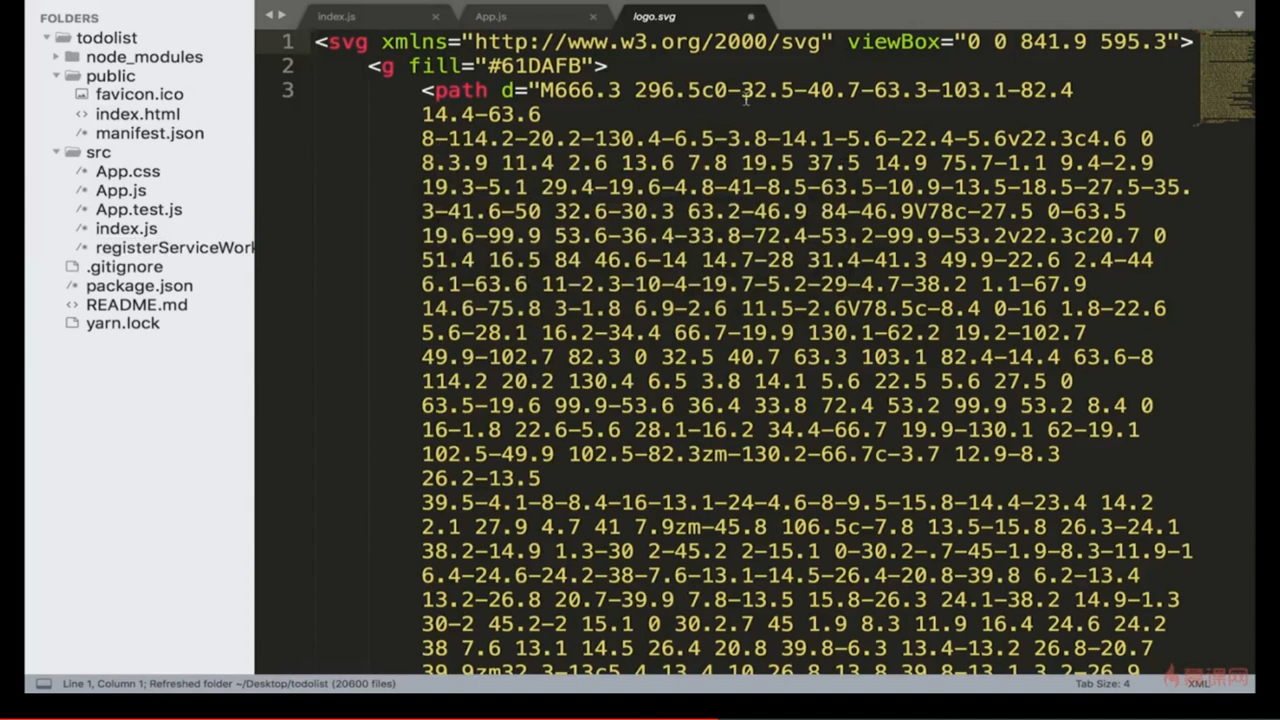 FOLDERS
todolist
node_modules
public
favicon.ico
index.html
manifest.json
src
App.css
App.js
App.test.js
index.js
registerServiceWork
.gitignore
package.json
README.md
yarn.lock
index.js
App.js
logo.svg
1 <svg xmlns="http://www.w3.org/2000/svg" viewBox="0 0 841.9 595.3">
2 <g fill="#61DAFB">
3 <path d="M666.3 296.5c0-32.5-40.7-63.3-103.1-82.4
14.4-63.6
8-114.2-20.2-130.4-6.5-3.8-14.1-5.6-22.4-5.6v22.3c4.6 0
8.3.9 11.4 2.6 13.6 7.8 19.5 37.5 14.9 75.7-1.1 9.4-2.9
19.3-5.1 29.4-19.6-4.8-41-8.5-63.5-10.9-13.5-18.5-27.5-35.
3-41.6-50 32.6-30.3 63.2-46.9 84-46.9V78c-27.5 0-63.5
19.6-99.9 53.6-36.4-33.8-72.4-53.2-99.9-53.2v22.3c20.7 0
51.4 16.5 84 46.6-14 14.7-28 31.4-41.3 49.9-22.6 2.4-44
6.1-63.6 11-2.3-10-4-19.7-5.2-29-4.7-38.2 1.1-67.9
14.6-75.8 3-1.8 6.9-2.6 11.5-2.6V78.5c-8.4 0-16 1.8-22.6
5.6-28.1 16.2-34.4 66.7-19.9 130.1-62.2 19.2-102.7
49.9-102.7 82.3 0 32.5 40.7 63.3 103.1 82.4-14.4 63.6-8
114.2 20.2 130.4 6.5 3.8 14.1 5.6 22.5 5.6 27.5 0
63.5-19.6 99.9-53.6 36.4 33.8 72.4 53.2 99.9 53.2 8.4 0
16-1.8 22.6-5.6 28.1-16.2 34.4-66.7 19.9-130.1 62-19.1
102.5-49.9 102.5-82.3zm-130.2-66.7c-3.7 12.9-8.3
26.2-13.5
39.5-4.1-8-8.4-16-13.1-24-4.6-8-9.5-15.8-14.4-23.4 14.2
2.1 27.9 4.7 41 7.9zm-45.8 106.5c-7.8 13.5-15.8 26.3-24.1
38.2-14.9 1.3-30 2-45.2 2-15.1 0-30.2-.7-45-1.9-8.3-11.9-1
6.4-24.6-24.2-38-7.6-13.1-14.5-26.4-20.8-39.8 6.2-13.4
13.2-26.8 20.7-39.9 7.8-13.5 15.8-26.3 24.1-38.2 14.9-1.3
30-2 45.2-2 15.1 0 30.2.7 45 1.9 8.3 11.9 16.4 24.6 24.2
38 7.6 13.1 14.5 26.4 20.8 39.8-6.3 13.4-13.2 26.8-20.7
39.9zm32.3-13c5.4 13.4 10 26.8 13.8 39.8-13.1 3.2-26.9
Line 1, Column 1; Refreshed folder ~/Desktop/todolist (20600 files)
Tab Size: 4
XML
慕课网